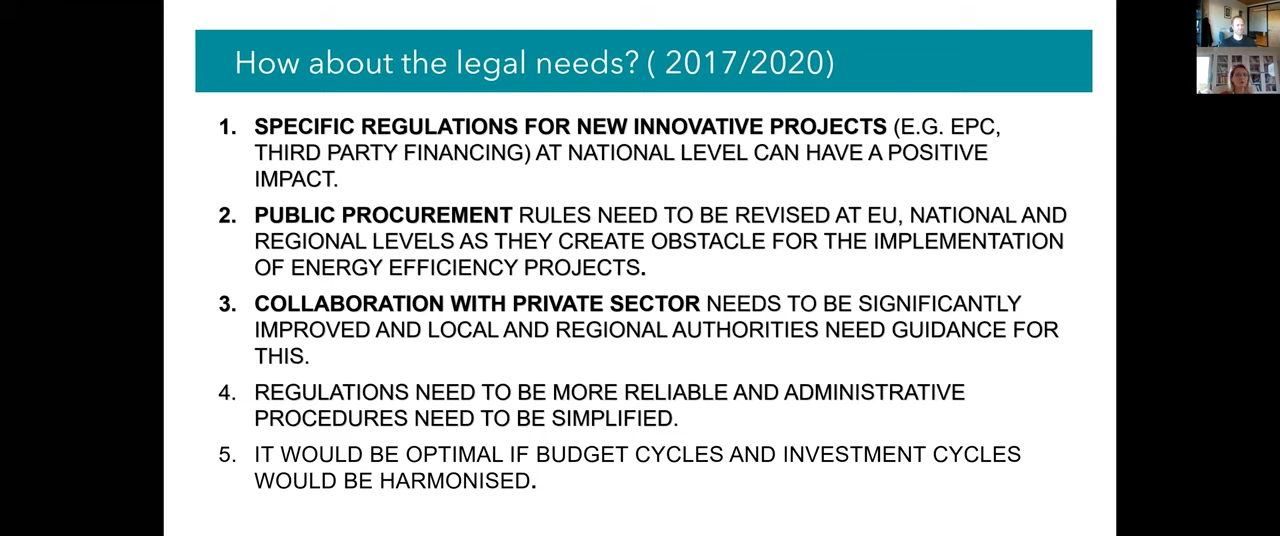 How about the legal needs? ( 2017/2020)
1. SPECIFIC REGULATIONS FOR NEW INNOVATIVE PROJECTS (E.G. EPC,
THIRD PARTY FINANCING) AT NATIONAL LEVEL CAN HAVE A POSITIVE
IMPACT.
2. PUBLIC PROCUREMENT RULES NEED TO BE REVISED AT EU, NATIONAL AND
REGIONAL LEVELS AS THEY CREATE OBSTACLE FOR THE IMPLEMENTATION
OF ENERGY EFFICIENCY PROJECTS.
3. COLLABORATION WITH PRIVATE SECTOR NEEDS TO BE SIGNIFICANTLY
IMPROVED AND LOCAL AND REGIONAL AUTHORITIES NEED GUIDANCE FOR
THIS.
4. REGULATIONS NEED TO BE MORE RELIABLE AND ADMINISTRATIVE
PROCEDURES NEED TO BE SIMPLIFIED.
5. IT WOULD BE OPTIMAL IF BUDGET CYCLES AND INVESTMENT CYCLES
WOULD BE HARMONISED.